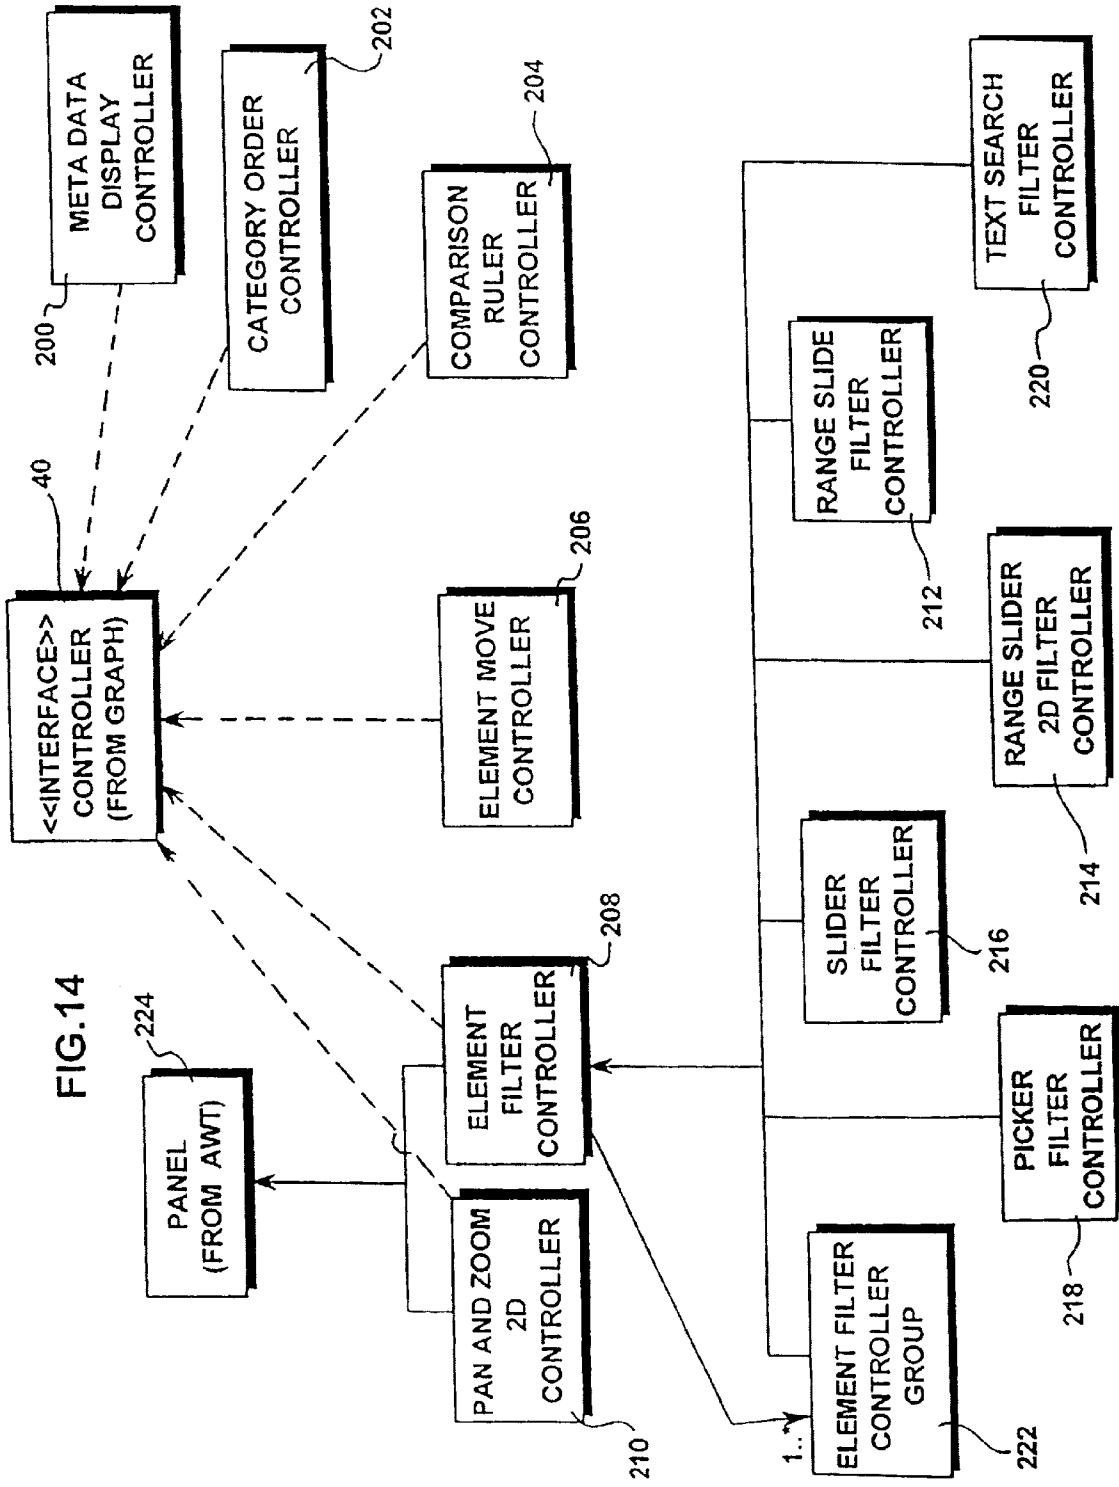 FIG.14
PANEL
(FROM AWT)
224
<<INTERFACE>>
CONTROLLER
(FROM GRAPH)
40
META DATA
DISPLAY
CONTROLLER
200
CATEGORY ORDER
CONTROLLER
202
COMPARISON
RULER
CONTROLLER
204
ELEMENT MOVE
CONTROLLER
206
ELEMENT
FILTER
CONTROLLER
208
PAN AND ZOOM
2D
CONTROLLER
210
1..*
ELEMENT FILTER
CONTROLLER
GROUP
222
PICKER
FILTER
CONTROLLER
218
SLIDER
FILTER
CONTROLLER
216
RANGE SLIDER
2D FILTER
CONTROLLER
214
RANGE SLIDE
FILTER
CONTROLLER
212
TEXT SEARCH
FILTER
CONTROLLER
220